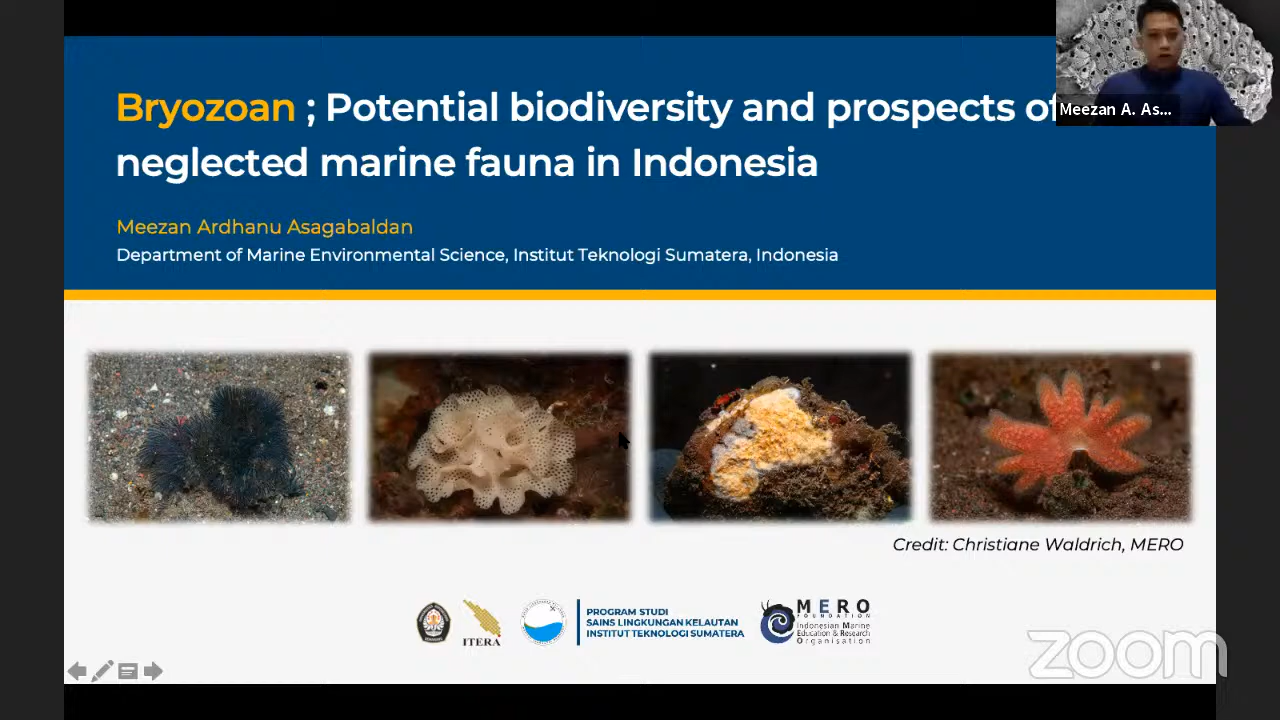 Bryozoan ; Potential biodiversity and prospects of
neglected marine fauna in Indonesia
Meezan A. As...
Meezan Ardhanu Asagabaldan
Department of Marine Environmental Science, Institut Teknologi Sumatera, Indonesia
Credit: Christiane Waldrich, MERO
ITERA
PROGRAM STUDI
SAINS LINGKUNGAN KELAUTAN
INSTITUT TEKNOLOGI SUMATERA
MERO
FOUNDATION
Indonesian Marine
Education & Research
Organisation
zoom